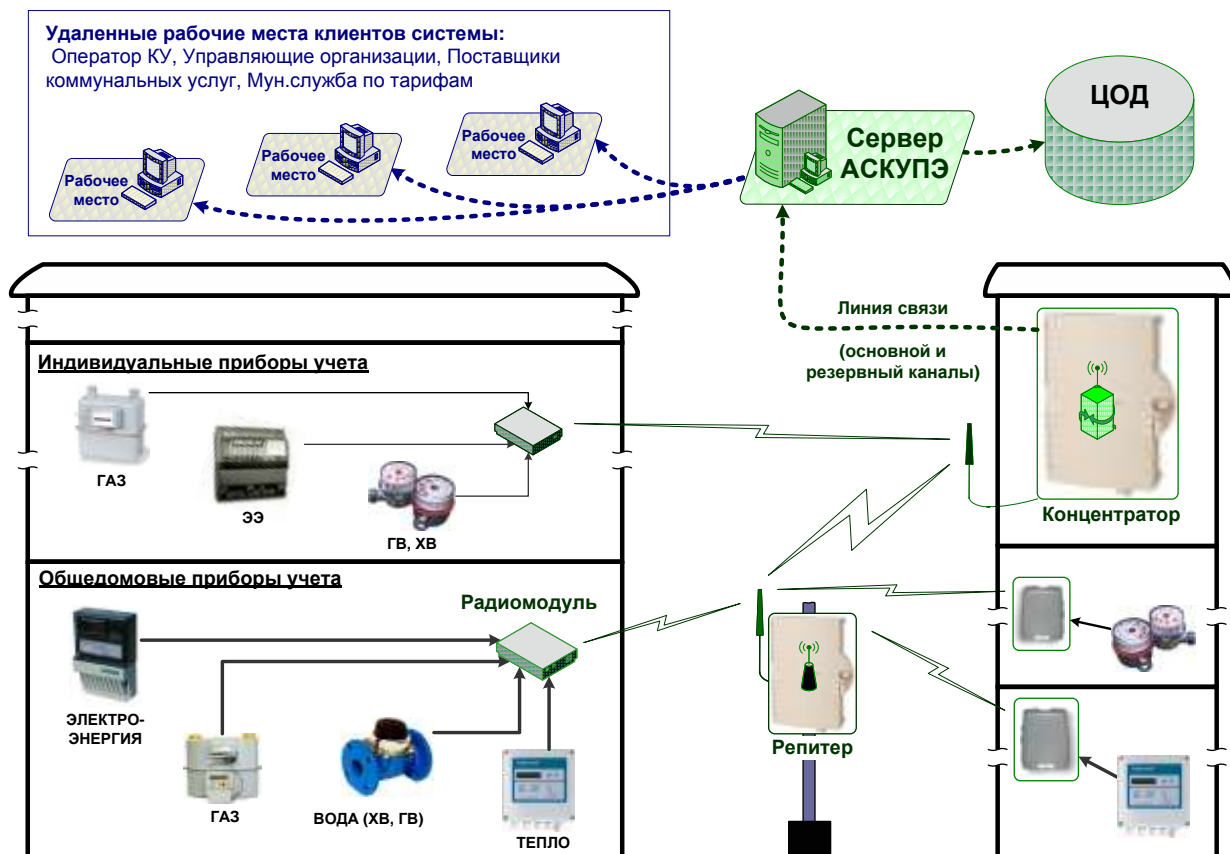 Удаленные рабочие места клиентов системы:
Оператор КУ, Управляющие организации, Поставщики
коммунальных услуг, Мун.служба по тарифам
Рабочее
место
Рабочее
место
Рабочее
место
Сервер
АСКУПЭ
ЦОД
Линия связи
(основной и
резервный каналы)
Индивидуальные приборы учета
ГАЗ
ЭЭ
ГВ, ХВ
Концентратор
Общедомовые приборы учета
Радиомодуль
ЭЛЕКТРО-
ЭНЕРГИЯ
ГАЗ
ВОДА (ХВ, ГВ)
ТЕПЛО
Репитер